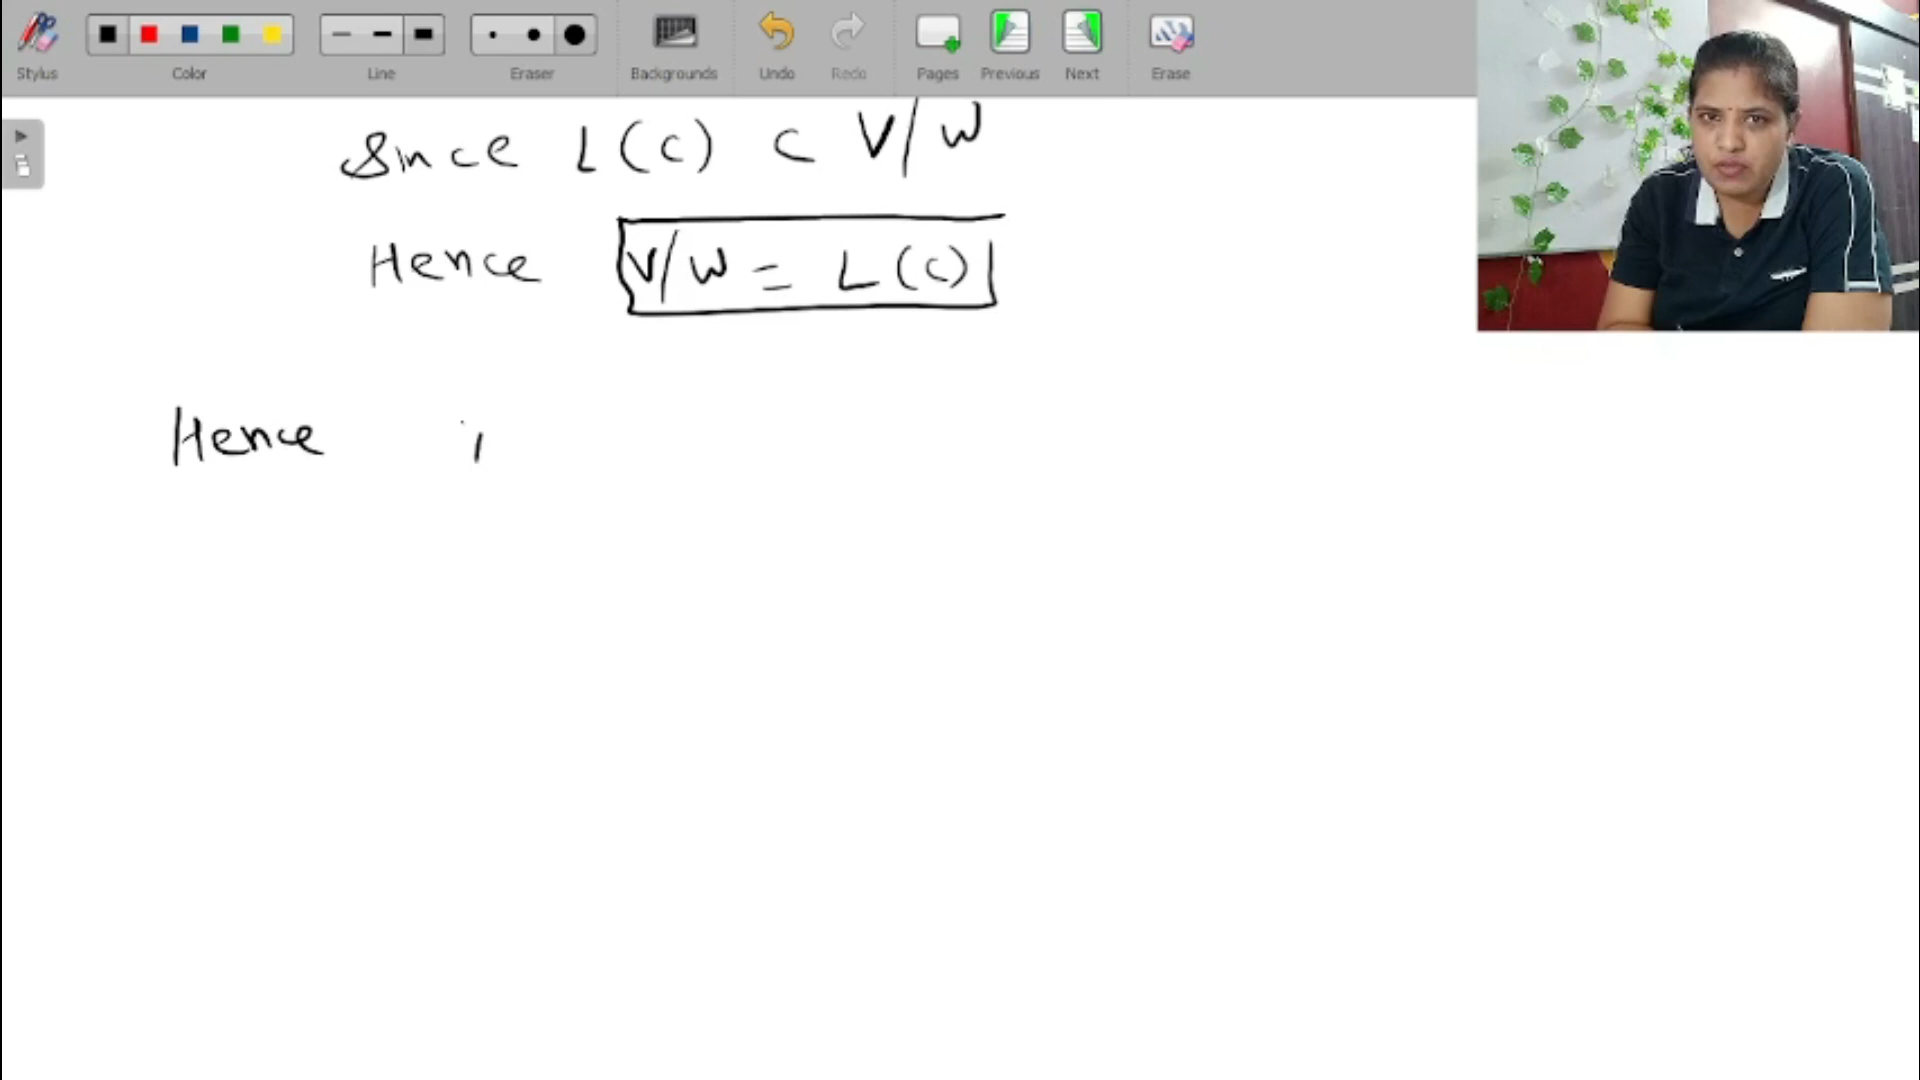 Stylus Color Line Eraser Backgrounds Undo Redo Pages Previous Next Erase
Since L(C) ⊂ V/W
Hence V/W = L(C)
Hence